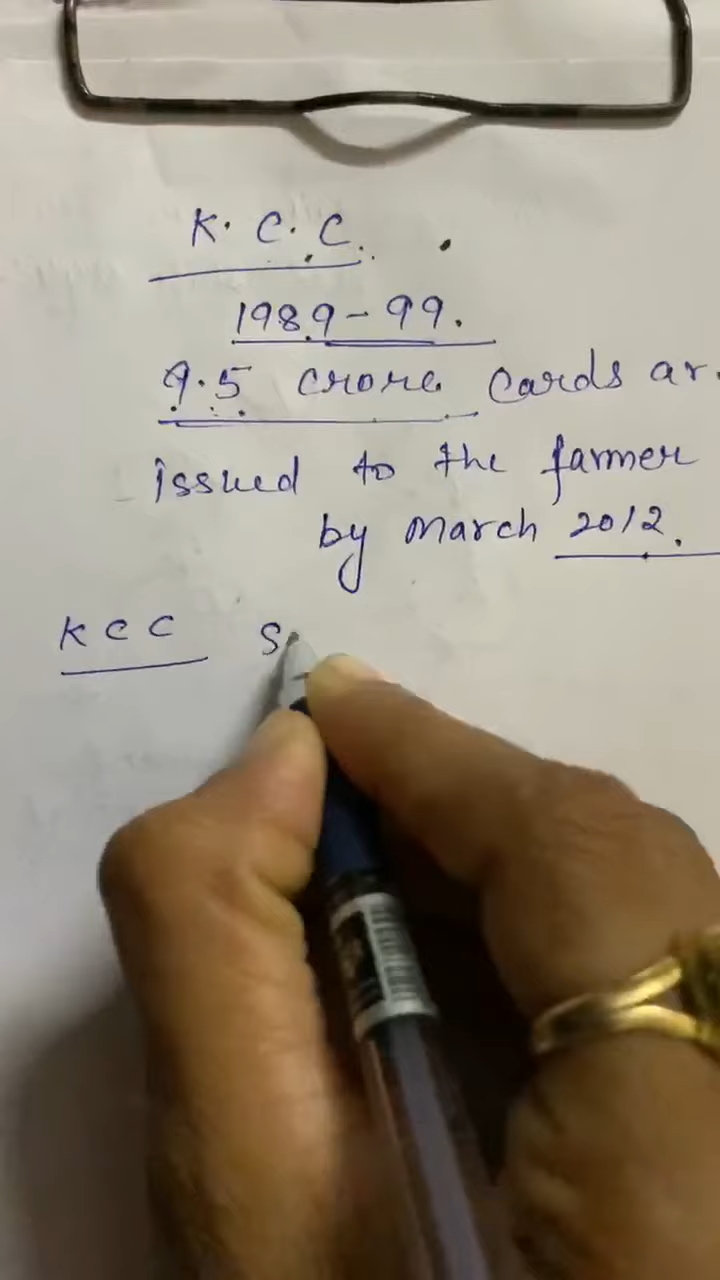 K. C. C.
1989-99.
9.5 crore cards ar
issued to the farmer
by March 2012.
KCC S